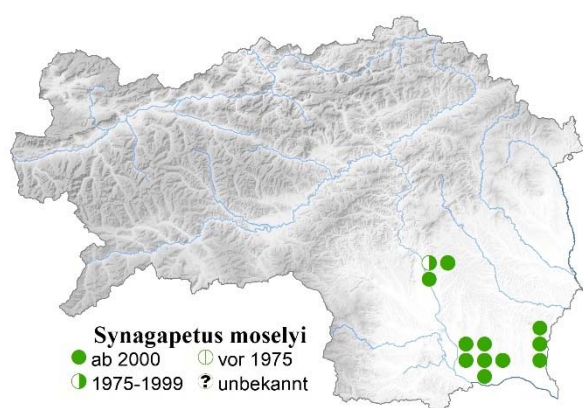 Synagapetus moselyi
ab 2000 vor 1975
1975-1999 ? unbekannt